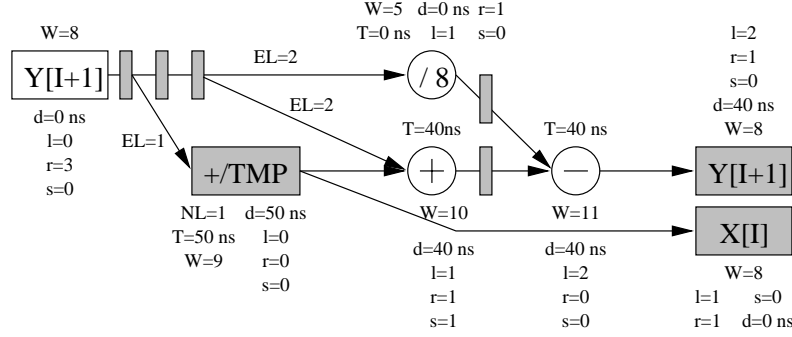 W=5 d=0 ns r=1
T=0 ns l=1 s=0
W=8
Y[I+1]
d=0 ns
l=0
r=3
s=0
EL=2
EL=2
EL=1
/ 8
+/TMP
NL=1 d=50 ns
T=50 ns l=0
W=9 r=0
s=0
T=40ns
+
W=10
d=40 ns
l=1
r=1
s=1
T=40 ns
−
W=11
d=40 ns
l=2
r=0
s=0
l=2
r=1
s=0
d=40 ns
W=8
Y[I+1]
X[I]
W=8
l=1 s=0
r=1 d=0 ns